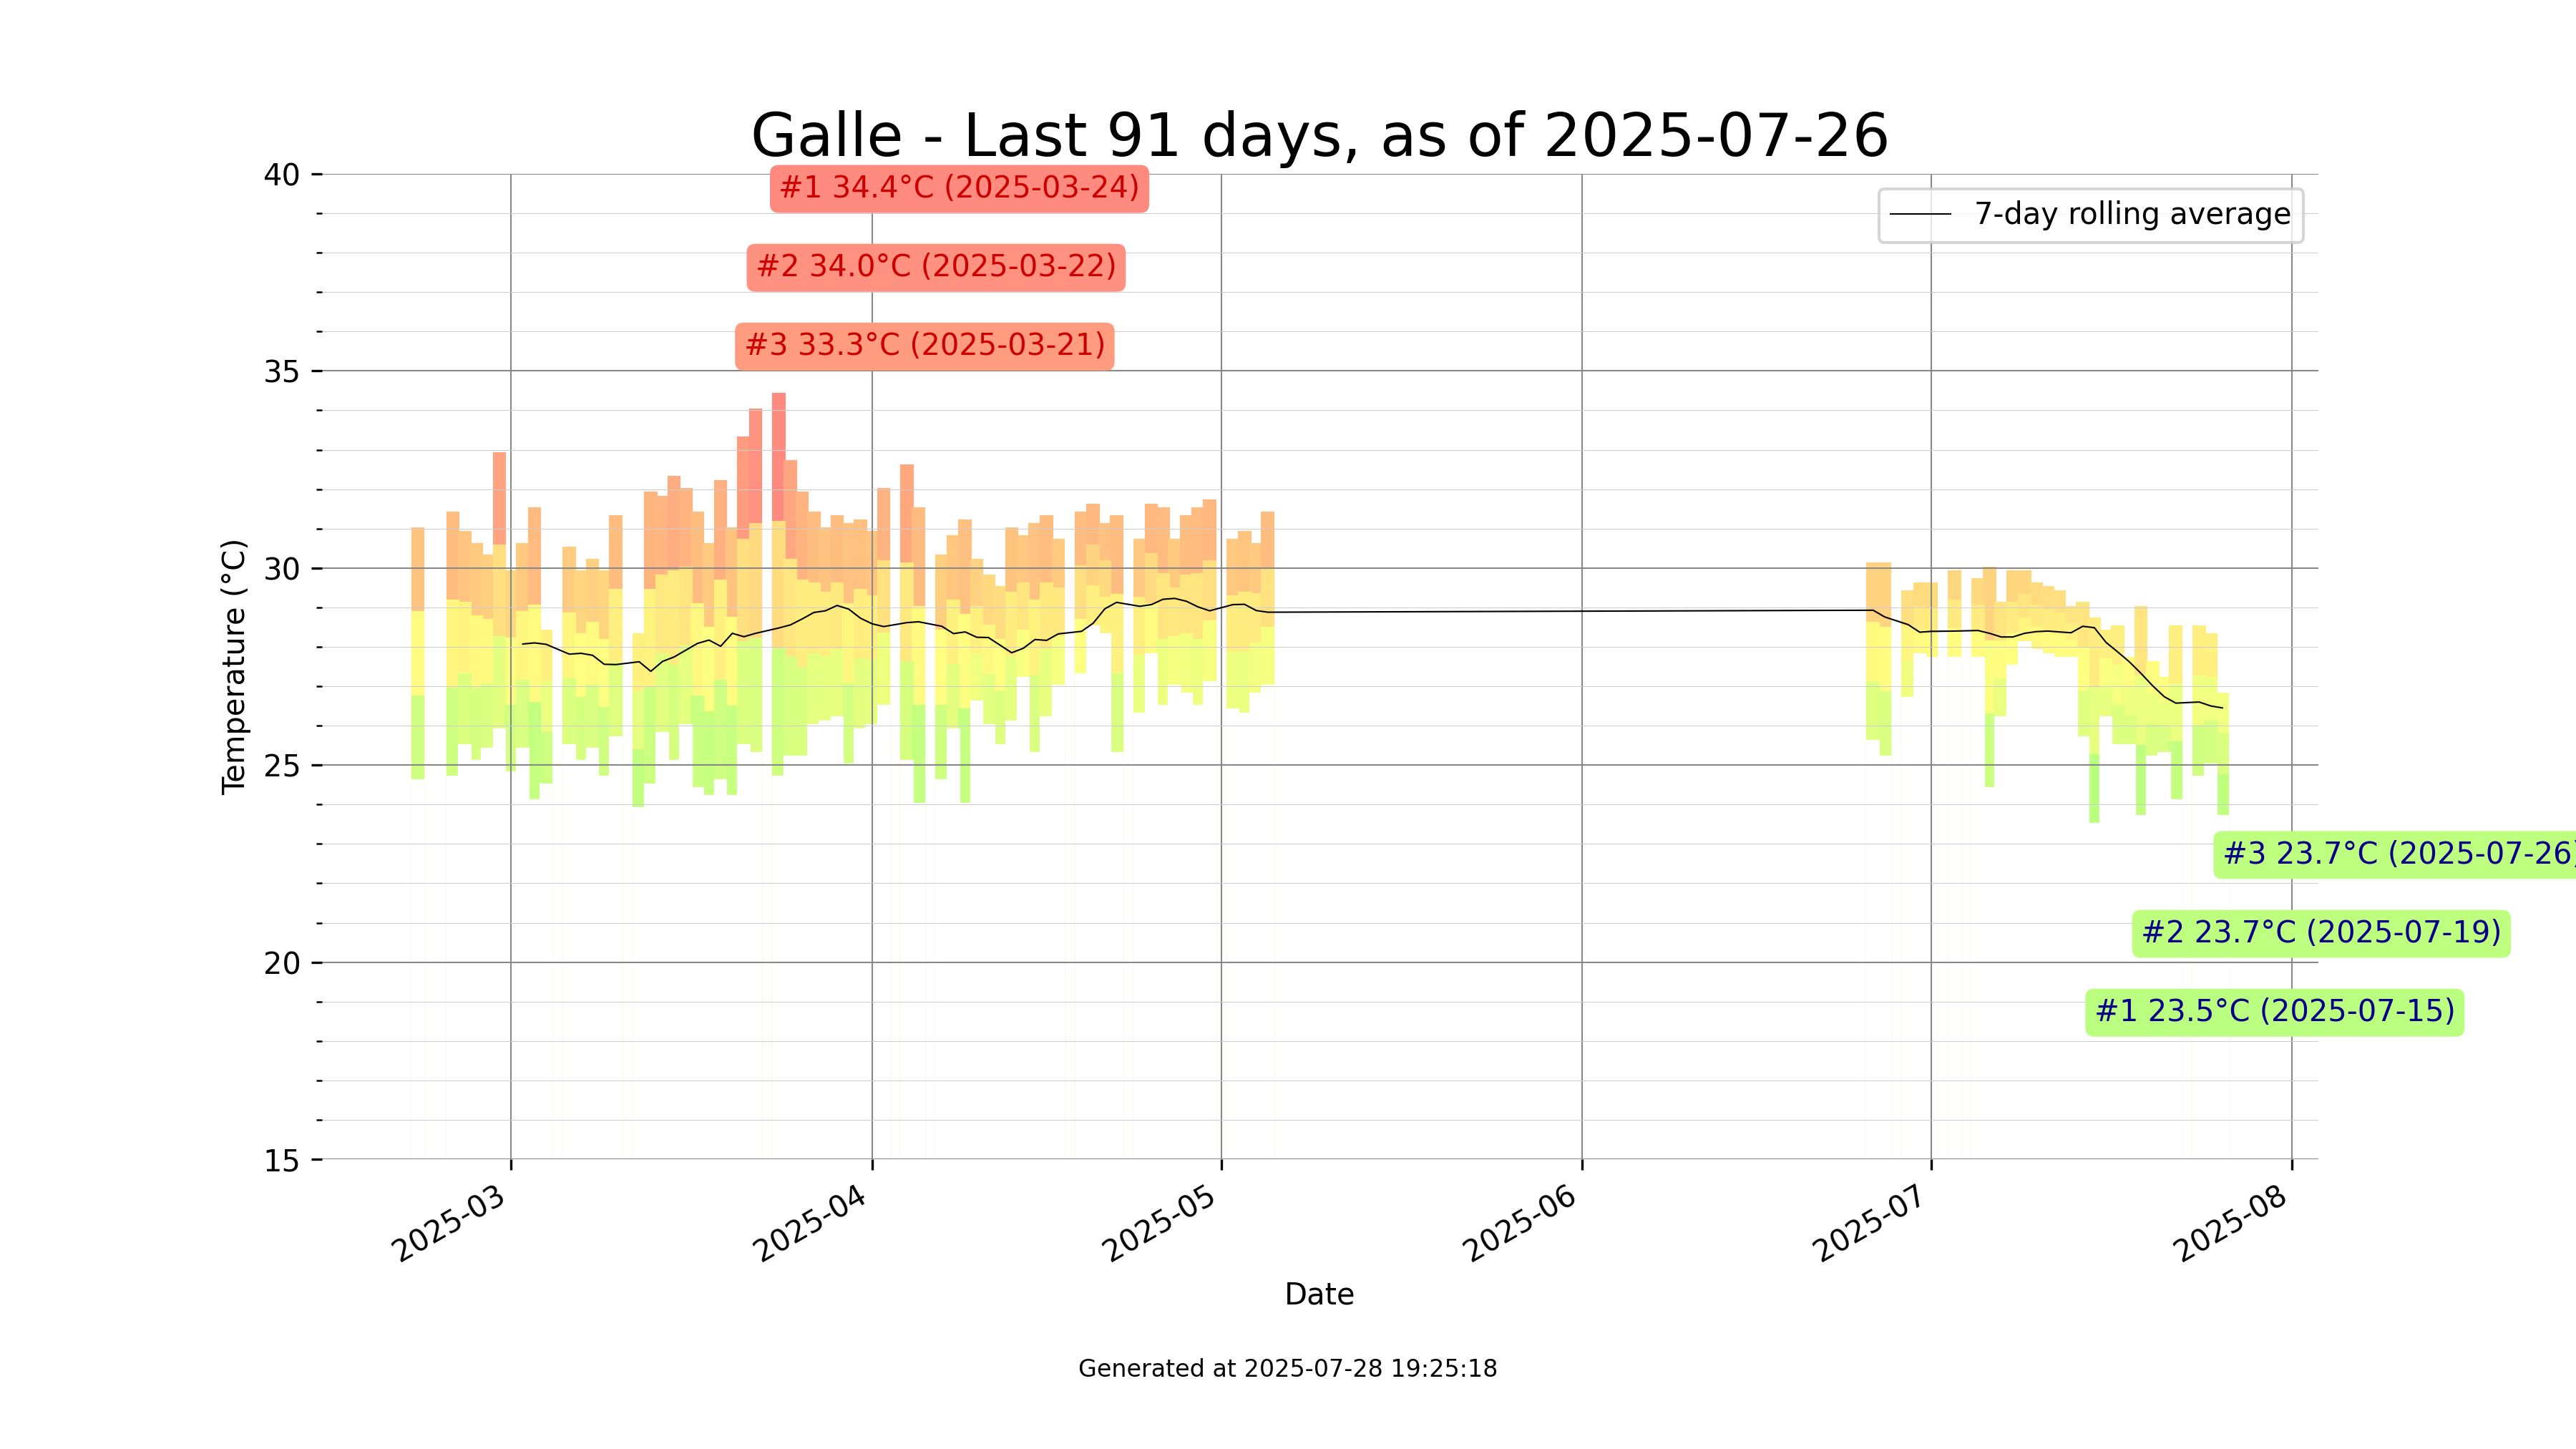 Galle - Last 91 days, as of 2025-07-26
40
35
30
25
20
15
Temperature (°C)
#1 34.4°C (2025-03-24)
#2 34.0°C (2025-03-22)
#3 33.3°C (2025-03-21)
7-day rolling average
#3 23.7°C (2025-07-26)
#2 23.7°C (2025-07-19)
#1 23.5°C (2025-07-15)
2025-03
2025-04
2025-05
2025-06
2025-07
2025-08
Date
Generated at 2025-07-28 19:25:18